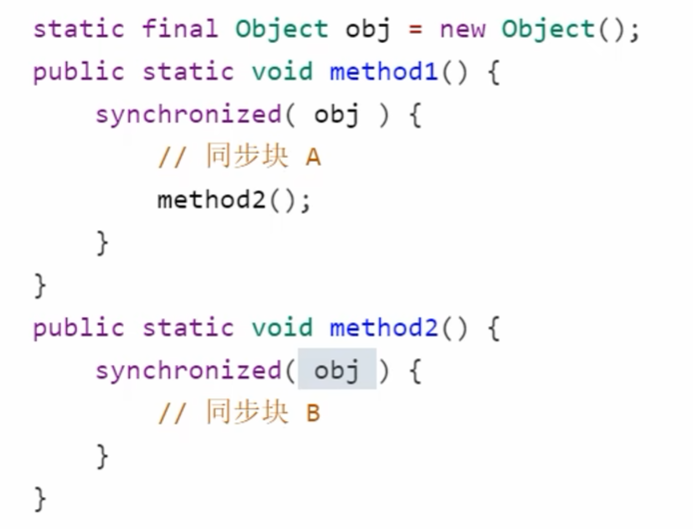 static final Object obj = new Object();
public static void method1() {
    synchronized( obj ) {
        // 同步块 A
        method2();
    }
}
public static void method2() {
    synchronized( obj ) {
        // 同步块 B
    }
}